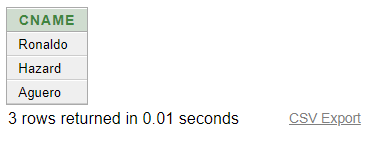 CNAME
Ronaldo
Hazard
Aguero
3 rows returned in 0.01 seconds CSV Export